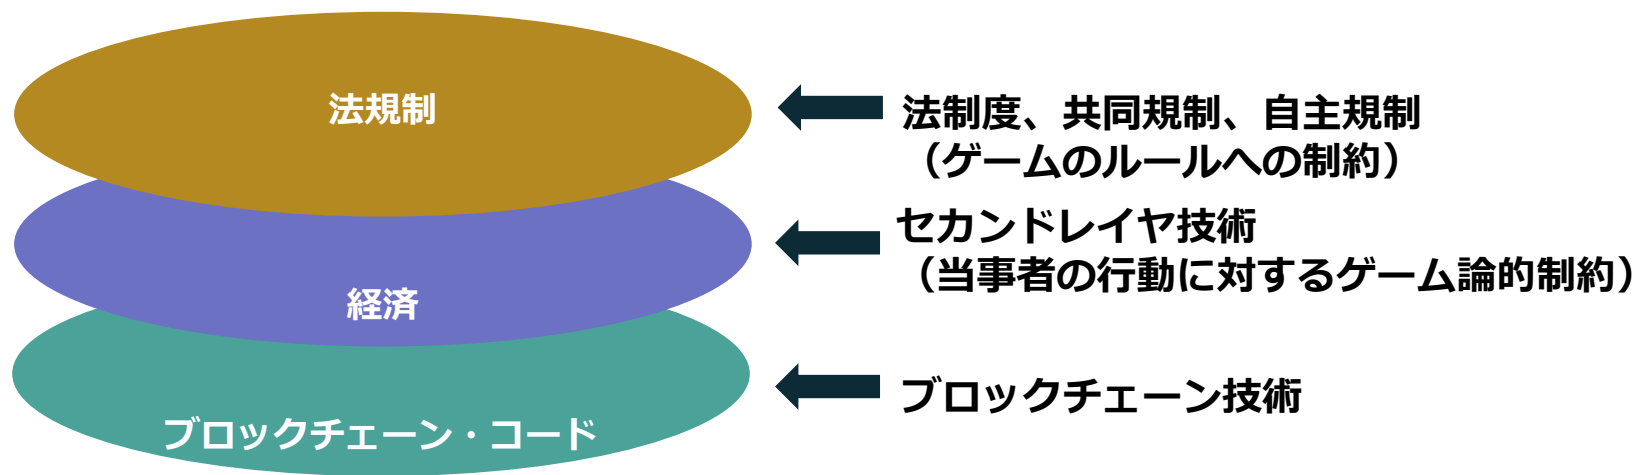 法規制
法制度、共同規制、自主規制
（ゲームのルールへの制約）
経済
セカンドレイヤ技術
（当事者の行動に対するゲーム論的制約）
ブロックチェーン・コード
ブロックチェーン技術